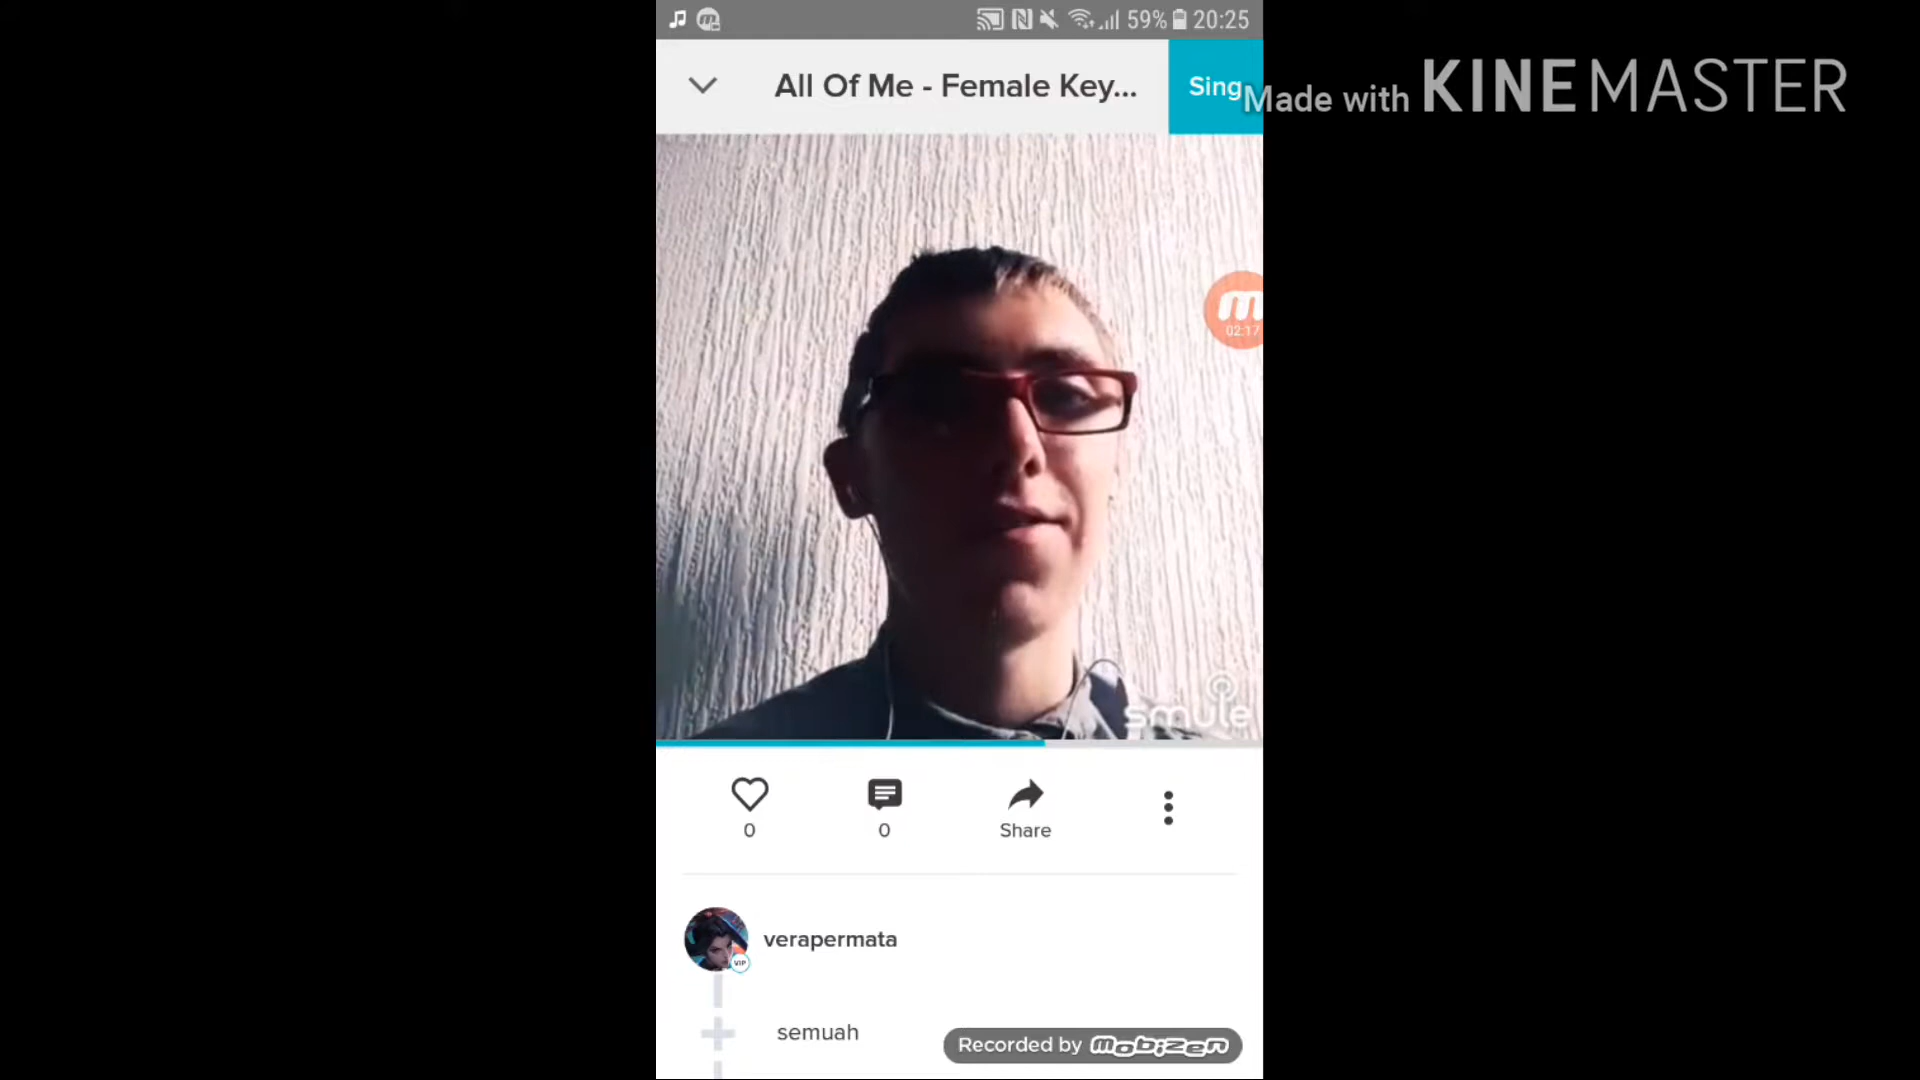 59% 20:25
All Of Me - Female Key...
Sing
Made with KINEMASTER
m
02:17
smule
0
0
Share
verapermata
VIP
semuah
Recorded by mobizen